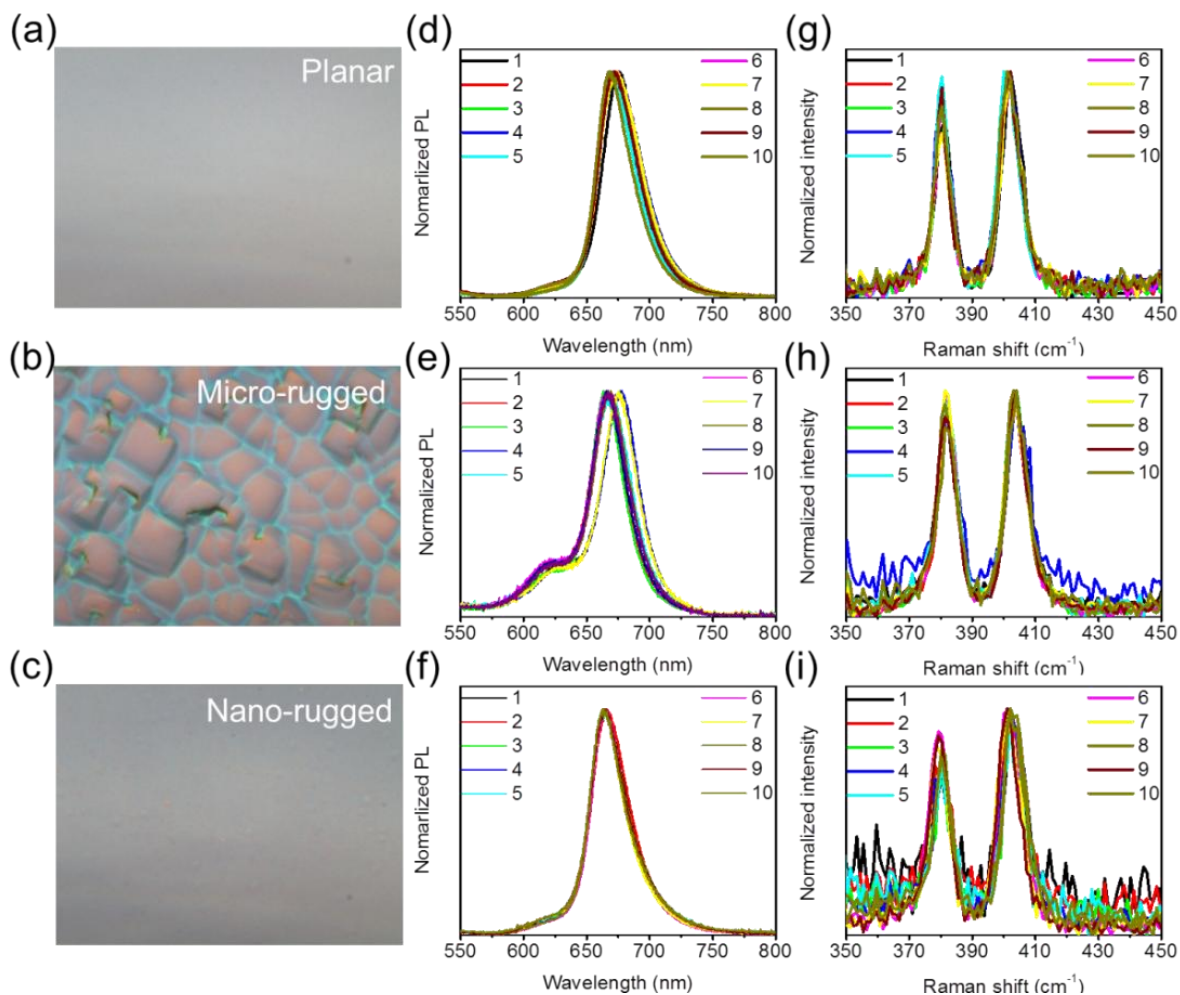 (a)
Planar
(d)
1
2
3
4
5
6
7
8
9
10
Nomarlized PL
550 600 650 700 750 800
Wavelength (nm)
(g)
1
2
3
4
5
6
7
8
9
10
Normalized intensity
350 370 390 410 430 450
Raman shift (cm⁻¹)
(b)
Micro-rugged
(e)
1
2
3
4
5
6
7
8
9
10
Normalized PL
550 600 650 700 750 800
Wavelength (nm)
(h)
1
2
3
4
5
6
7
8
9
10
Normalized intensity
350 370 390 410 430 450
Raman shift (cm⁻¹)
(c)
Nano-rugged
(f)
1
2
3
4
5
6
7
8
9
10
Nomarlized PL
550 600 650 700 750 800
Wavelength (nm)
(i)
1
2
3
4
5
6
7
8
9
10
Normalized intensity
350 370 390 410 430 450
Raman shift (cm⁻¹)